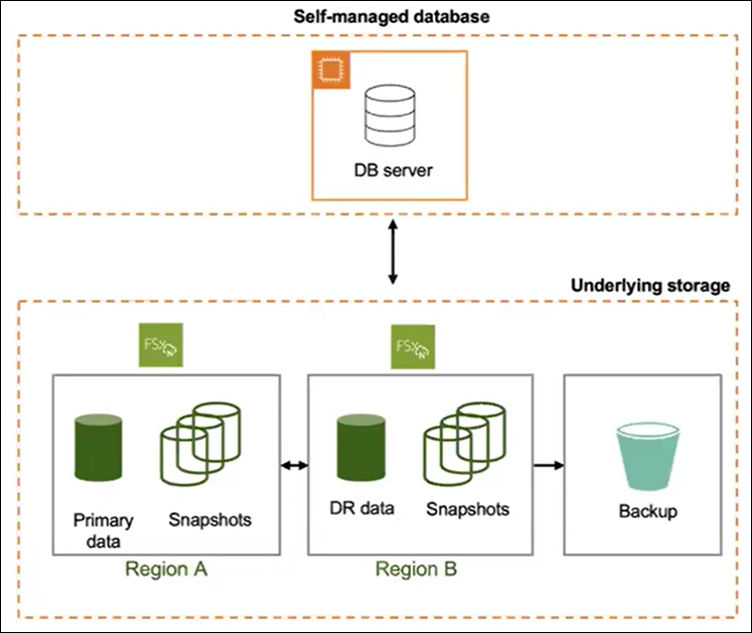 Self-managed database
DB server
Underlying storage
FSx
N
FSx
N
Primary
data
Snapshots
DR data
Snapshots
Backup
Region A
Region B